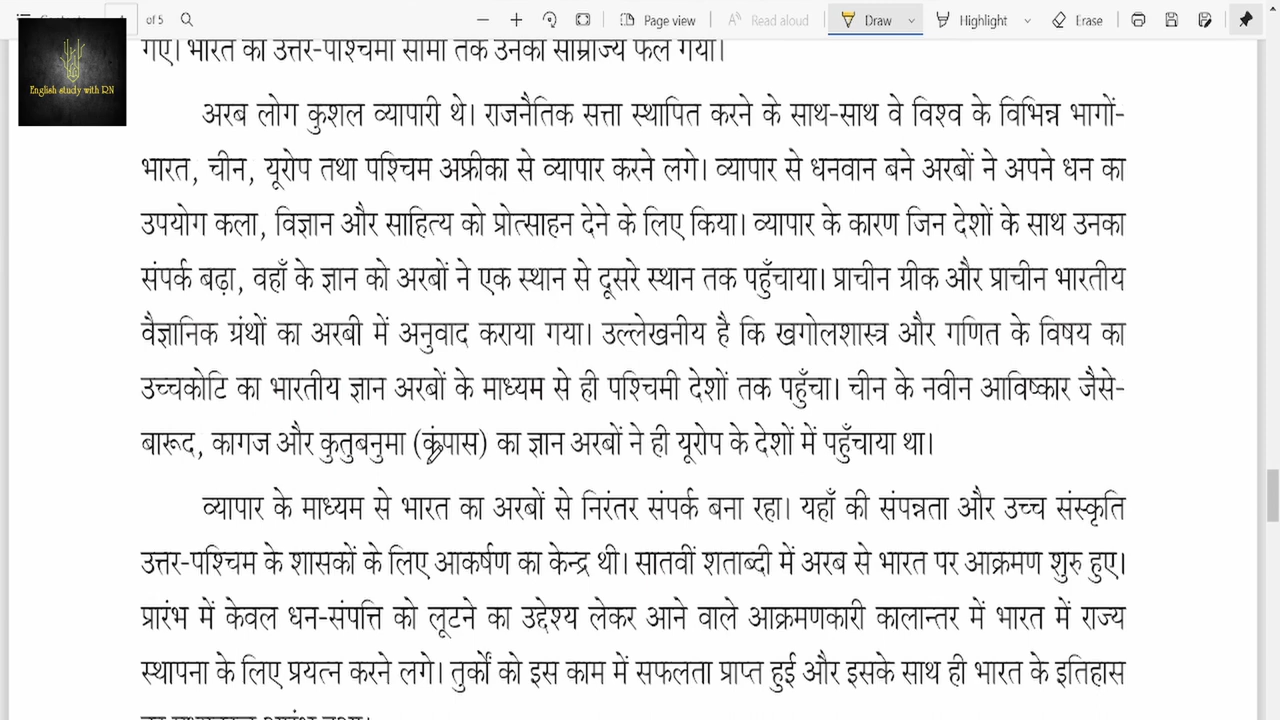 of 5
Page view
Read aloud
Draw
Highlight
Erase
English study with RN
गए। भारत की उत्तर-पश्चिमी सीमा तक उनका साम्राज्य फैल गया।
अरब लोग कुशल व्यापारी थे। राजनैतिक सत्ता स्थापित करने के साथ-साथ वे विश्व के विभिन्न भागों-
भारत, चीन, यूरोप तथा पश्चिम अफ्रीका से व्यापार करने लगे। व्यापार से धनवान बने अरबों ने अपने धन का
उपयोग कला, विज्ञान और साहित्य को प्रोत्साहन देने के लिए किया। व्यापार के कारण जिन देशों के साथ उनका
संपर्क बढ़ा, वहाँ के ज्ञान को अरबों ने एक स्थान से दूसरे स्थान तक पहुँचाया। प्राचीन ग्रीक और प्राचीन भारतीय
वैज्ञानिक ग्रंथों का अरबी में अनुवाद कराया गया। उल्लेखनीय है कि खगोलशास्त्र और गणित के विषय का
उच्चकोटि का भारतीय ज्ञान अरबों के माध्यम से ही पश्चिमी देशों तक पहुँचा। चीन के नवीन आविष्कार जैसे-
बारूद, कागज और कुतुबनुमा (कुंपास) का ज्ञान अरबों ने ही यूरोप के देशों में पहुँचाया था।
व्यापार के माध्यम से भारत का अरबों से निरंतर संपर्क बना रहा। यहाँ की संपन्नता और उच्च संस्कृति
उत्तर-पश्चिम के शासकों के लिए आकर्षण का केन्द्र थी। सातवीं शताब्दी में अरब से भारत पर आक्रमण शुरु हुए।
प्रारंभ में केवल धन-संपत्ति को लूटने का उद्देश्य लेकर आने वाले आक्रमणकारी कालान्तर में भारत में राज्य
स्थापना के लिए प्रयत्न करने लगे। तुर्कों को इस काम में सफलता प्राप्त हुई और इसके साथ ही भारत के इतिहास